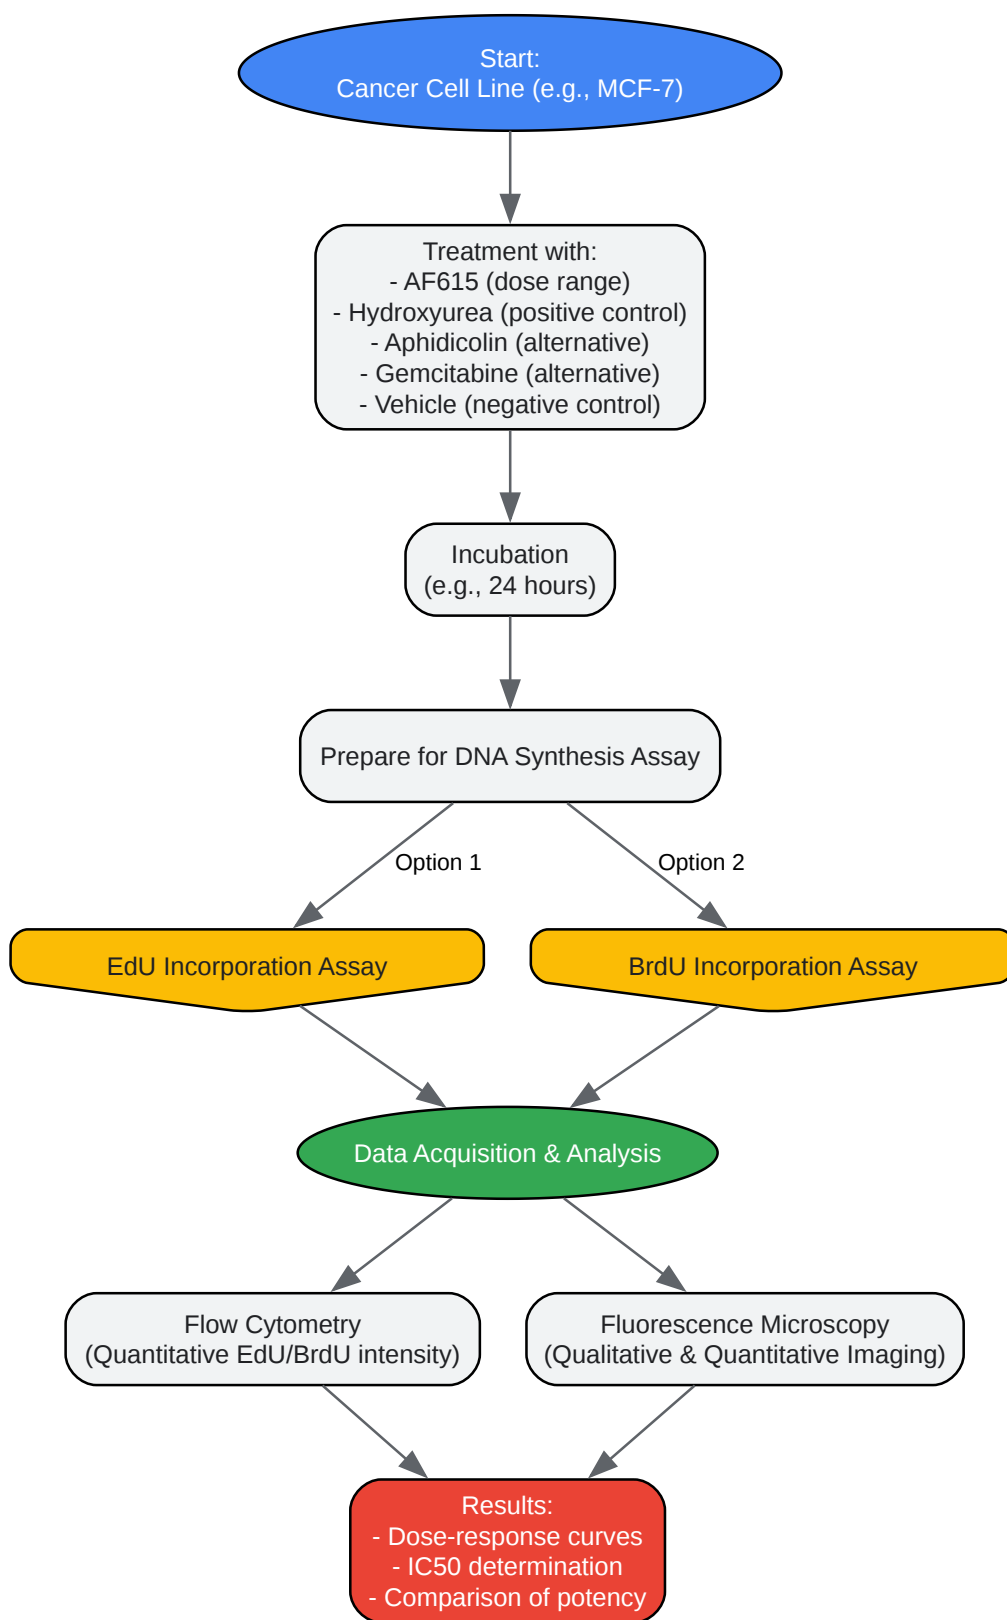 Start:
Cancer Cell Line (e.g., MCF-7)
Treatment with:
- AF615 (dose range)
- Hydroxyurea (positive control)
- Aphidicolin (alternative)
- Gemcitabine (alternative)
- Vehicle (negative control)
Incubation
(e.g., 24 hours)
Prepare for DNA Synthesis Assay
Option 1
Option 2
EdU Incorporation Assay
BrdU Incorporation Assay
Data Acquisition & Analysis
Flow Cytometry
(Quantitative EdU/BrdU intensity)
Fluorescence Microscopy
(Qualitative & Quantitative Imaging)
Results:
- Dose-response curves
- IC50 determination
- Comparison of potency